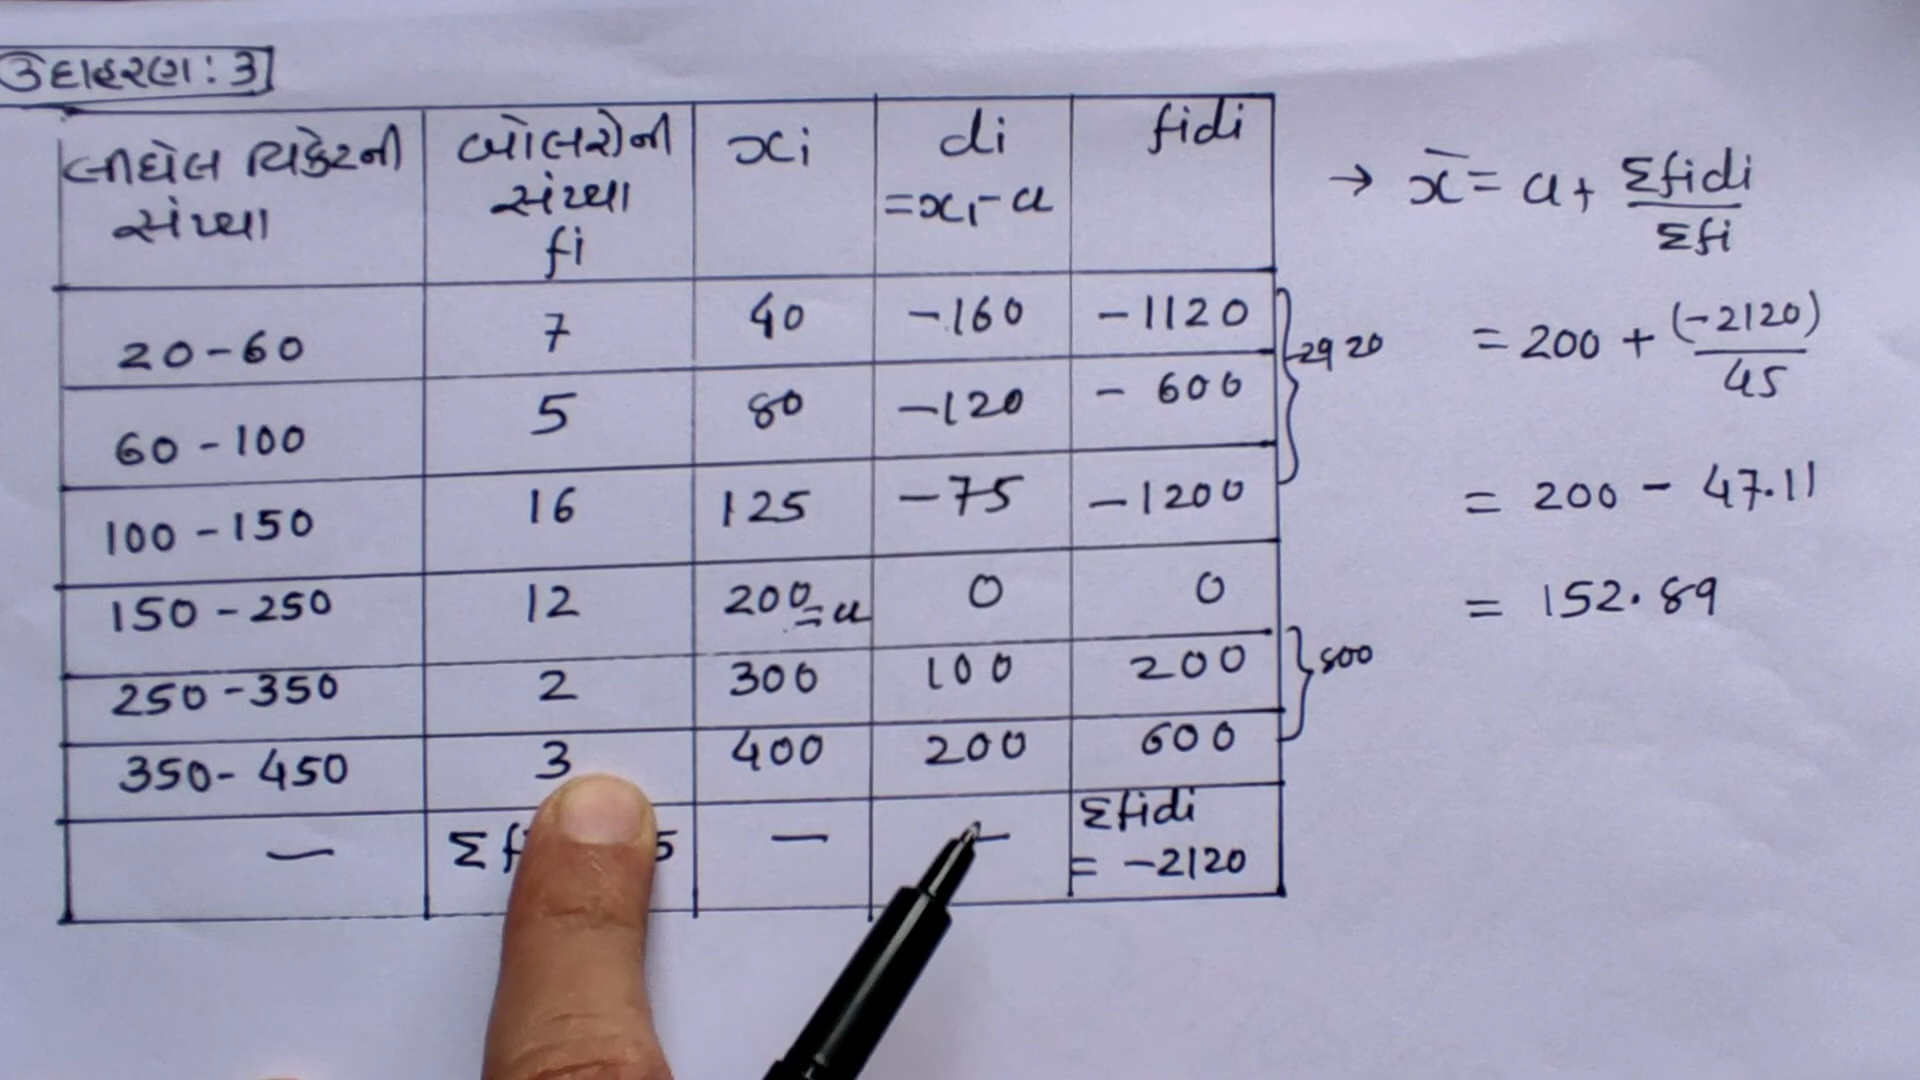 ઉદાહરણ : 3
લીધેલ વિકેટની સંખ્યા | બોલરોની સંખ્યા fi | xi | di = xi - a | fidi
20 - 60 | 7 | 40 | -160 | -1120
60 - 100 | 5 | 80 | -120 | - 600
100 - 150 | 16 | 125 | -75 | -1200
150 - 250 | 12 | 200 = a | 0 | 0
250 - 350 | 2 | 300 | 100 | 200
350 - 450 | 3 | 400 | 200 | 600
— | Σf 5 | — | — | Σfidi = -2120
-2920
800
→ x̄ = a + Σfidi / Σfi
= 200 + (-2120) / 45
= 200 - 47.11
= 152.89